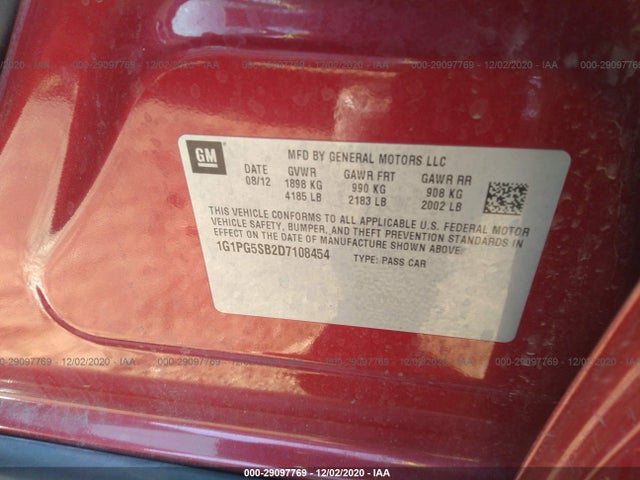 000-29097769 - 12/02/2020 - IAA
GM
MFD BY GENERAL MOTORS LLC
DATE GVWR GAWR FRT GAWR RR
08/12 1898 KG 990 KG 908 KG
4185 LB 2183 LB 2002 LB
THIS VEHICLE CONFORMS TO ALL APPLICABLE U.S. FEDERAL MOTOR
VEHICLE SAFETY, BUMPER, AND THEFT PREVENTION STANDARDS IN
EFFECT ON THE DATE OF MANUFACTURE SHOWN ABOVE.
1G1PG5SB2D7108454 TYPE: PASS CAR
000-29097769 - 12/02/2020 - IAA
000-29097769 - 12/02/2020 - IAA